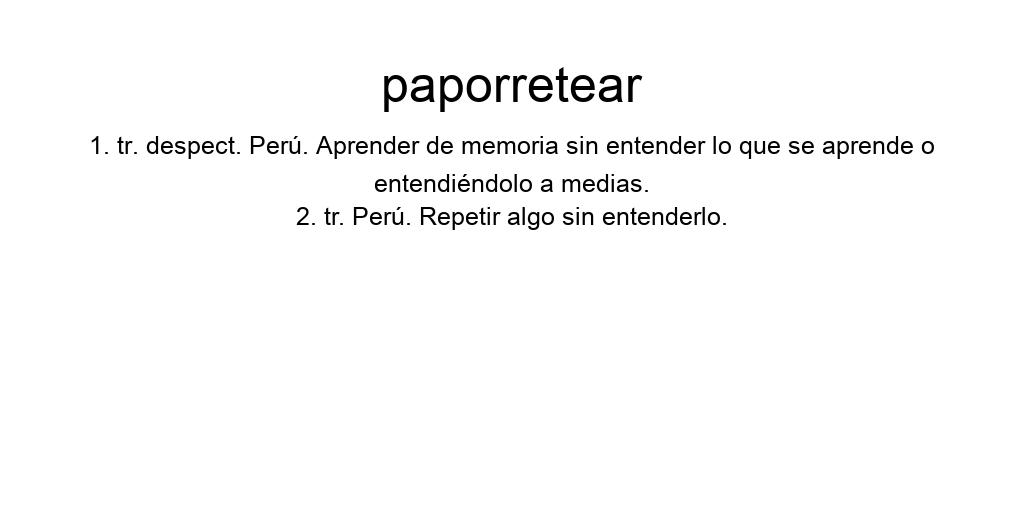 paporretear
1. tr. despect. Perú. Aprender de memoria sin entender lo que se aprende o
entendiéndolo a medias.
2. tr. Perú. Repetir algo sin entenderlo.